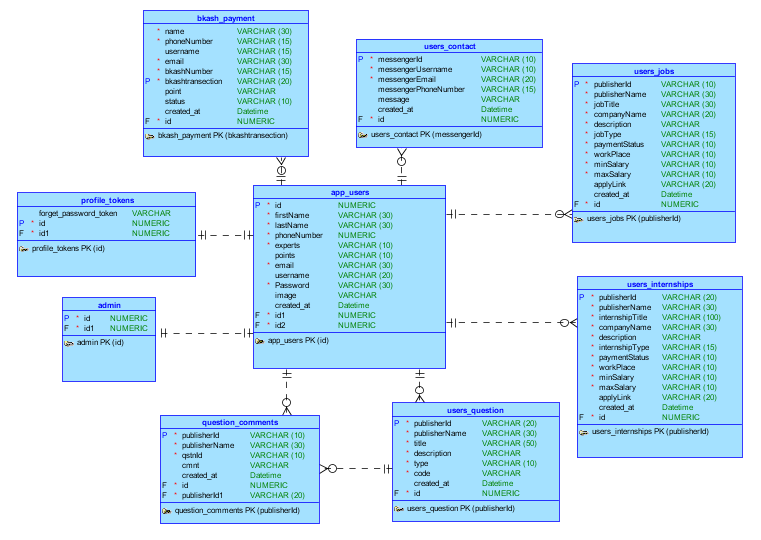 bkash_payment
* name VARCHAR (30)
* phoneNumber VARCHAR (15)
username VARCHAR (15)
* email VARCHAR (30)
* bkashNumber VARCHAR (15)
P * bkashtransection VARCHAR (20)
point VARCHAR
status VARCHAR (10)
created_at Datetime
F * id NUMERIC
bkash_payment PK (bkashtransection)
users_contact
P * messengerId VARCHAR (10)
* messengerUsername VARCHAR (10)
* messengerEmail VARCHAR (20)
messengerPhoneNumber VARCHAR (15)
message VARCHAR
created_at Datetime
F * id NUMERIC
users_contact PK (messengerId)
users_jobs
P * publisherId VARCHAR (10)
* publisherName VARCHAR (30)
* jobTitle VARCHAR (30)
* companyName VARCHAR (20)
* description VARCHAR
* jobType VARCHAR (15)
* paymentStatus VARCHAR (10)
* workPlace VARCHAR (10)
* minSalary VARCHAR (10)
* maxSalary VARCHAR (10)
applyLink VARCHAR (20)
created_at Datetime
F * id NUMERIC
users_jobs PK (publisherId)
profile_tokens
forget_password_token VARCHAR
P * id NUMERIC
F * id1 NUMERIC
profile_tokens PK (id)
app_users
P * id NUMERIC
* firstName VARCHAR (30)
* lastName VARCHAR (30)
* phoneNumber NUMERIC
* experts VARCHAR (10)
points VARCHAR (10)
* email VARCHAR (30)
username VARCHAR (20)
* Password VARCHAR (30)
image VARCHAR
created_at Datetime
F * id1 NUMERIC
F * id2 NUMERIC
app_users PK (id)
admin
P * id NUMERIC
F * id1 NUMERIC
admin PK (id)
users_internships
P * publisherId VARCHAR (20)
* publisherName VARCHAR (30)
* internshipTitle VARCHAR (100)
* companyName VARCHAR (30)
* description VARCHAR
* internshipType VARCHAR (15)
* paymentStatus VARCHAR (10)
* workPlace VARCHAR (10)
* minSalary VARCHAR (10)
* maxSalary VARCHAR (10)
applyLink VARCHAR (20)
created_at Datetime
F * id NUMERIC
users_internships PK (publisherId)
question_comments
P * publisherId VARCHAR (10)
* publisherName VARCHAR (30)
* qstnId VARCHAR (10)
cmnt VARCHAR
created_at Datetime
F * id NUMERIC
F * publisherId1 VARCHAR (20)
question_comments PK (publisherId)
users_question
P * publisherId VARCHAR (20)
* publisherName VARCHAR (30)
* title VARCHAR (50)
* description VARCHAR
* type VARCHAR (10)
* code VARCHAR
created_at Datetime
F * id NUMERIC
users_question PK (publisherId)